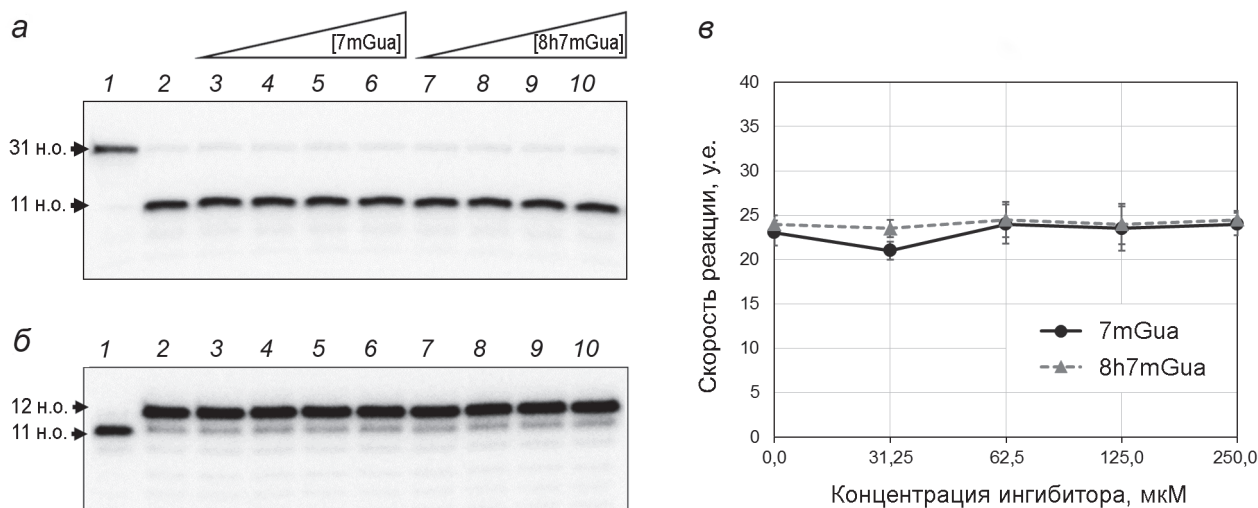 а
[7mGua] [8h7mGua]
1 2 3 4 5 6 7 8 9 10
31 н.о.
11 н.о.
б
1 2 3 4 5 6 7 8 9 10
12 н.о.
11 н.о.
в
Скорость реакции, у.е.
40
35
30
25
20
15
10
5
0
7mGua
8h7mGua
0,0 31,25 62,5 125,0 250,0
Концентрация ингибитора, мкМ